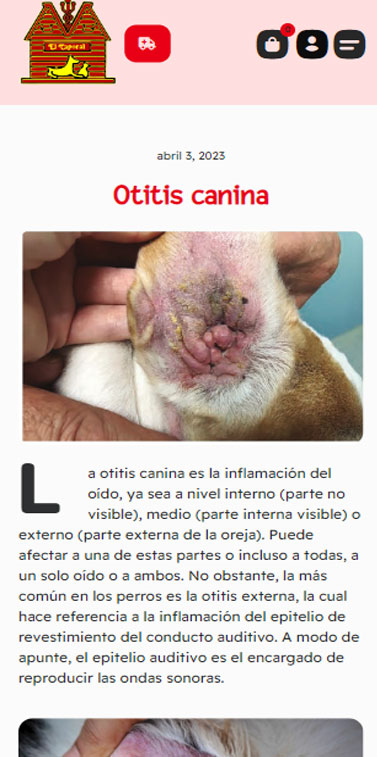 El Caporal
0
abril 3, 2023
Otitis canina
La otitis canina es la inflamación del
oído, ya sea a nivel interno (parte no
visible), medio (parte interna visible) o
externo (parte externa de la oreja). Puede
afectar a una de estas partes o incluso a todas, a
un solo oído o a ambos. No obstante, la más
común en los perros es la otitis externa, la cual
hace referencia a la inflamación del epitelio de
revestimiento del conducto auditivo. A modo de
apunte, el epitelio auditivo es el encargado de
reproducir las ondas sonoras.